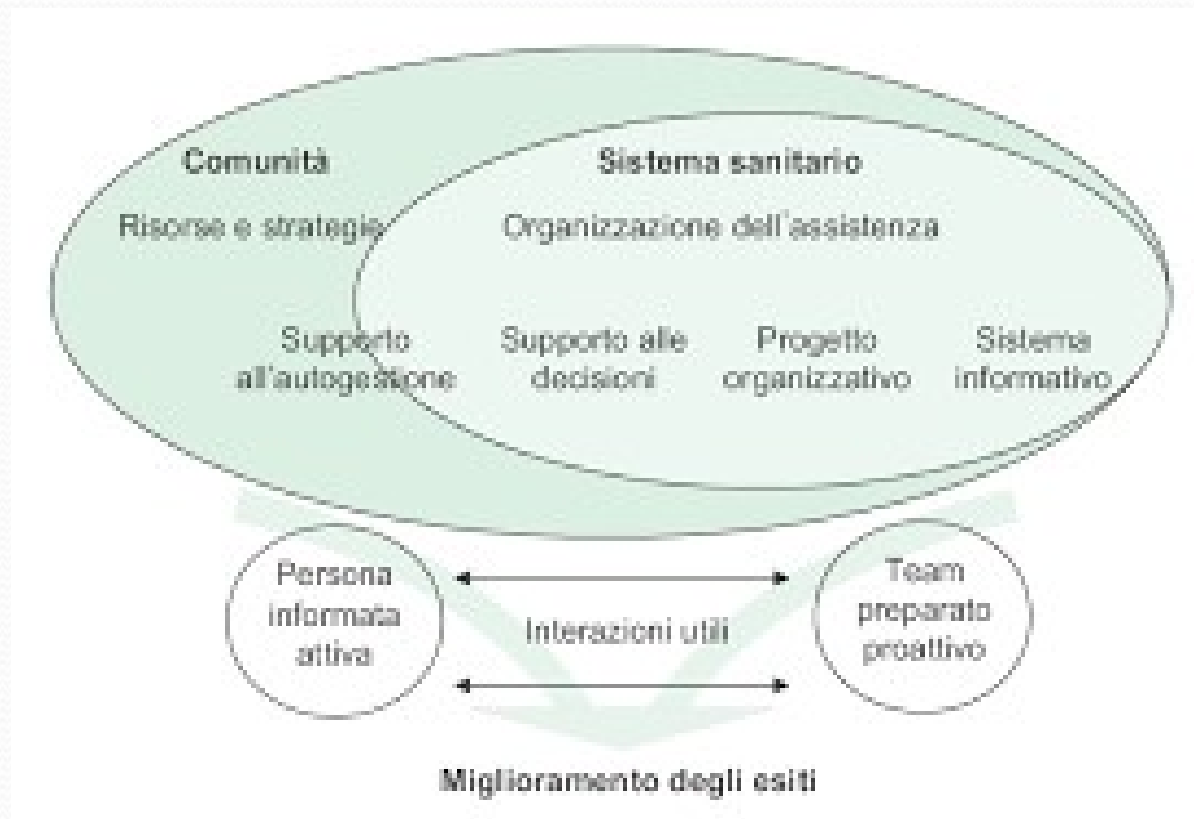 Comunità
Sistema sanitario
Risorse e strategie
Organizzazione dell'assistenza
Supporto
all'autogestione
Supporto alle
decisioni
Progetto
organizzativo
Sistema
informativo
Persona
informata
attiva
Interazioni utili
Team
preparato
proattivo
Miglioramento degli esiti